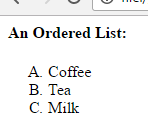 An Ordered List:
A. Coffee
B. Tea
C. Milk